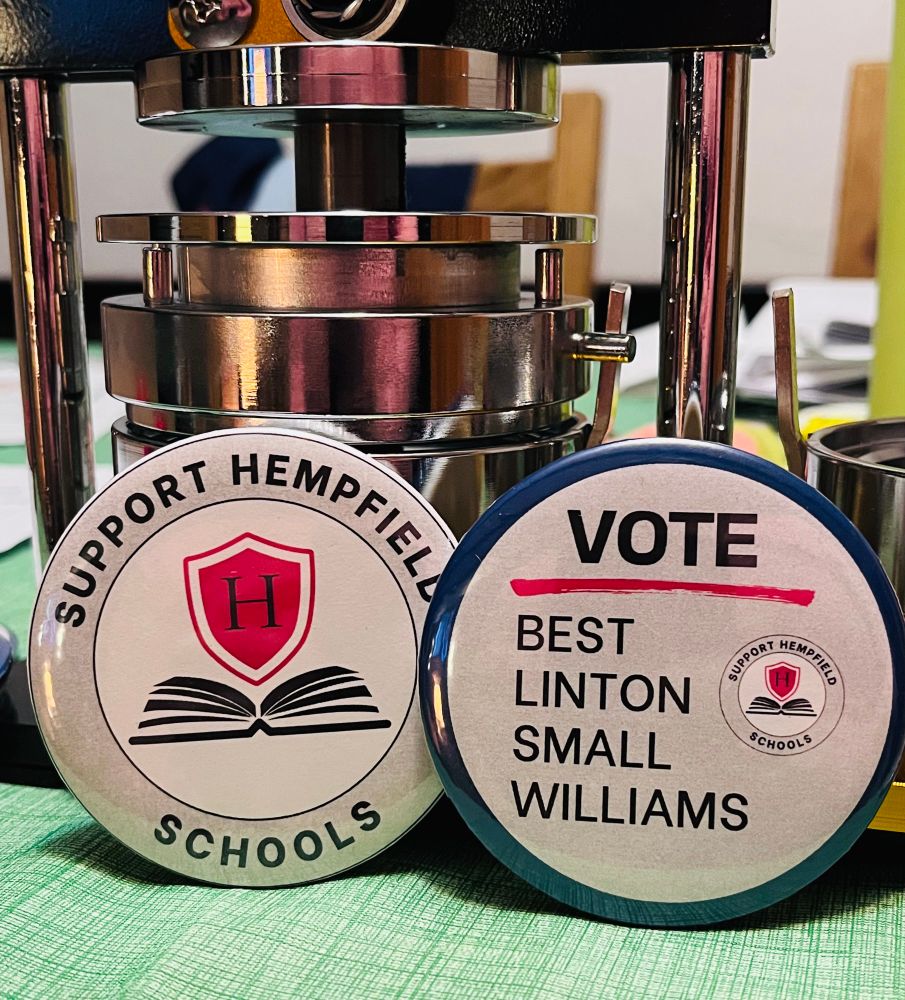 SUPPORT HEMPFIELD
H
SCHOOLS
VOTE
BEST
LINTON
SMALL
WILLIAMS
SUPPORT HEMPFIELD
H
SCHOOLS